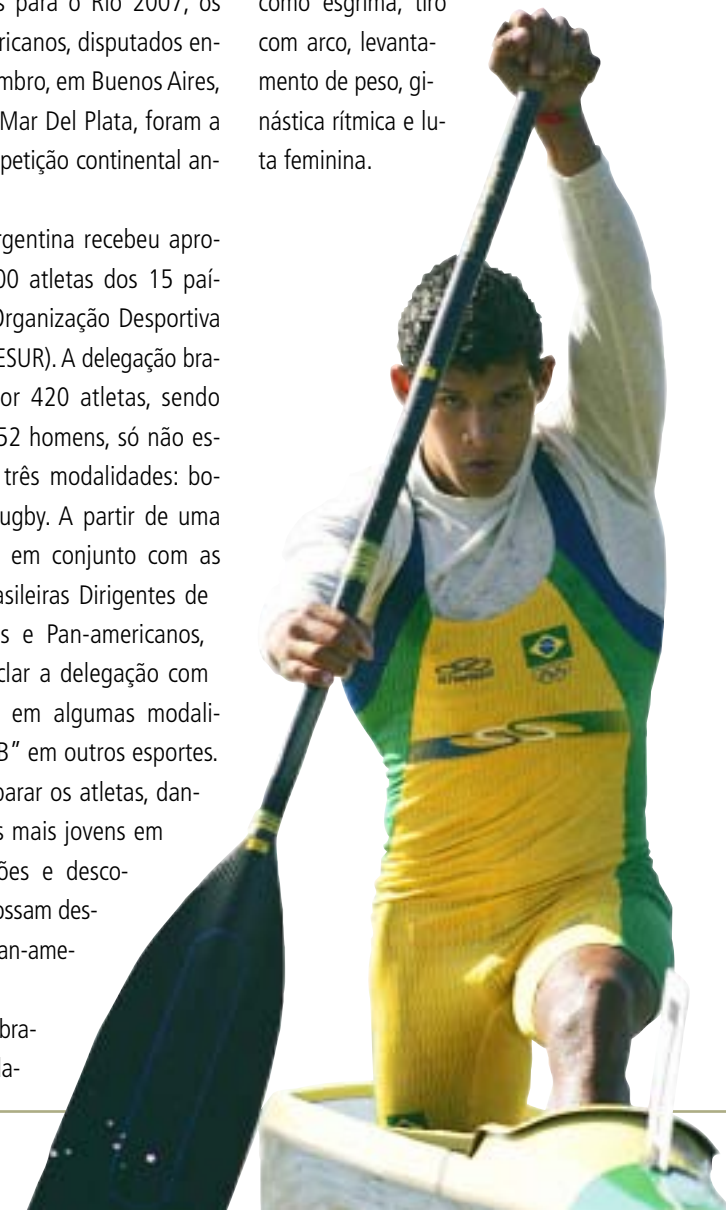 s para o Rio 2007, os
ricanos, disputados en-
mbro, em Buenos Aires,
Mar Del Plata, foram a
petição continental an-
rgentina recebeu apro-
00 atletas dos 15 paí-
Organização Desportiva
ESUR). A delegação bra-
or 420 atletas, sendo
52 homens, só não es-
três modalidades: bo-
ugby. A partir de uma
em conjunto com as
asileiras Dirigentes de
s e Pan-americanos,
clar a delegação com
em algumas modali-
B” em outros esportes.
parar os atletas, dan-
s mais jovens em
ões e desco-
ossam des-
an-ame-
bra-
la-
como esgrima, tiro
com arco, levanta-
mento de peso, gi-
nástica rítmica e lu-
ta feminina.